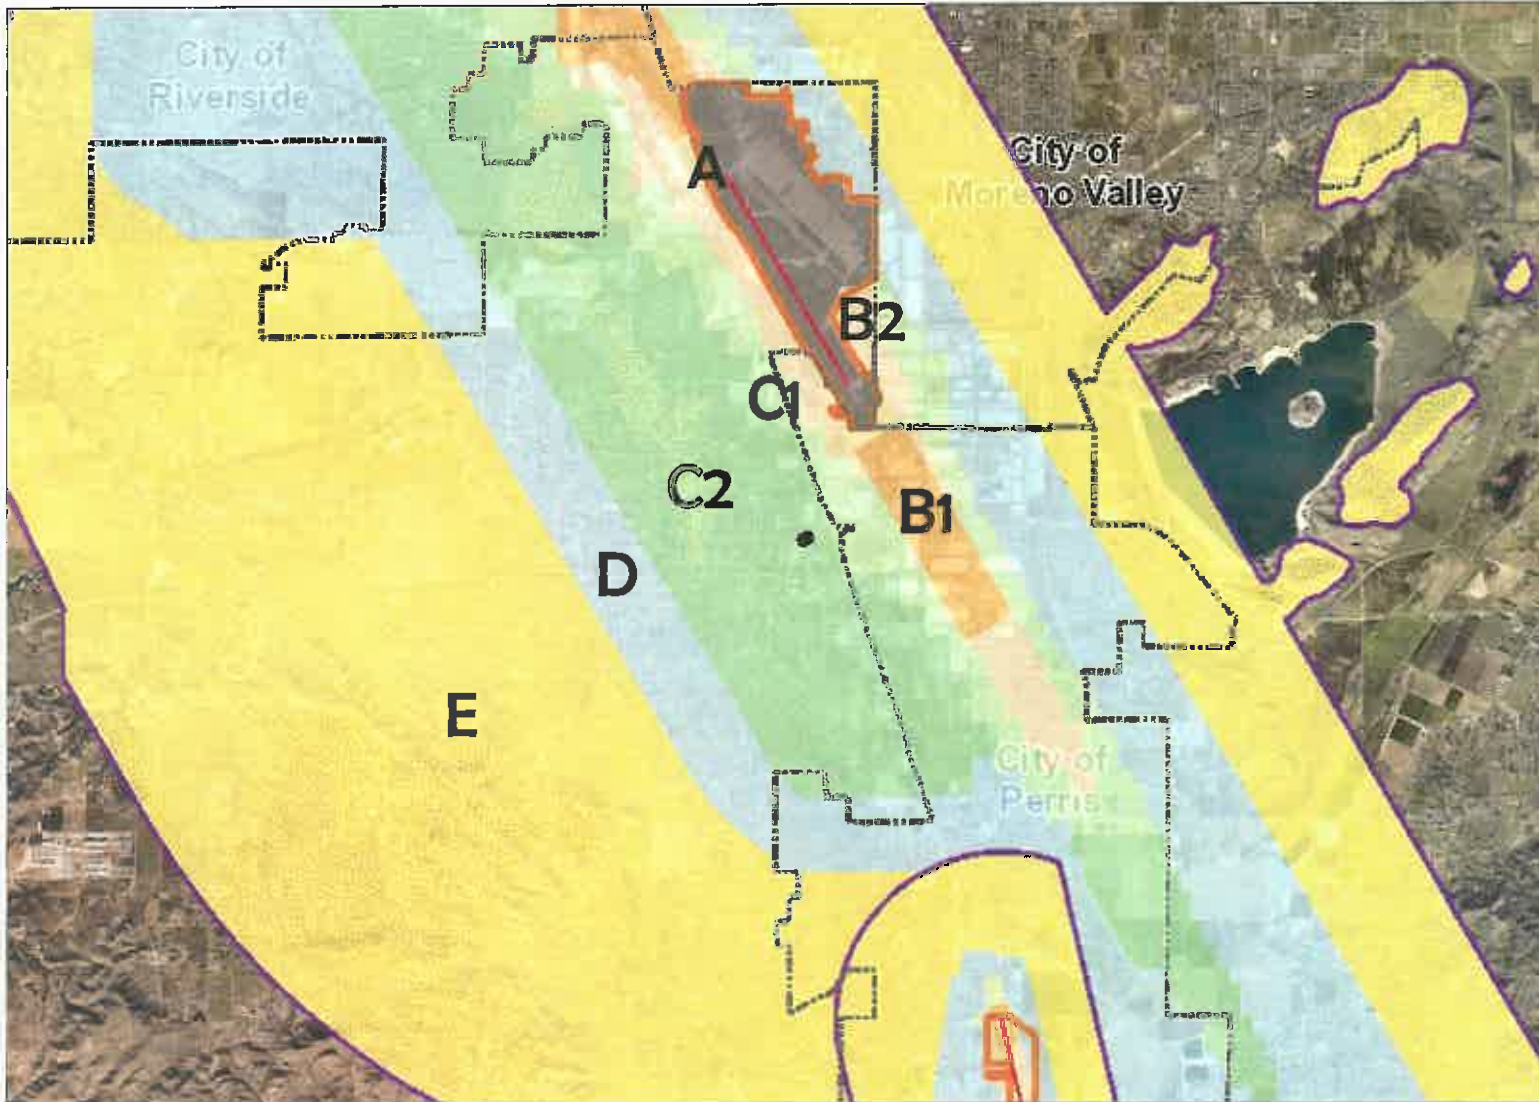 City of
Riverside
A
City of
Moreno Valley
B2
C1
C2
B1
D
E
City of
Perris